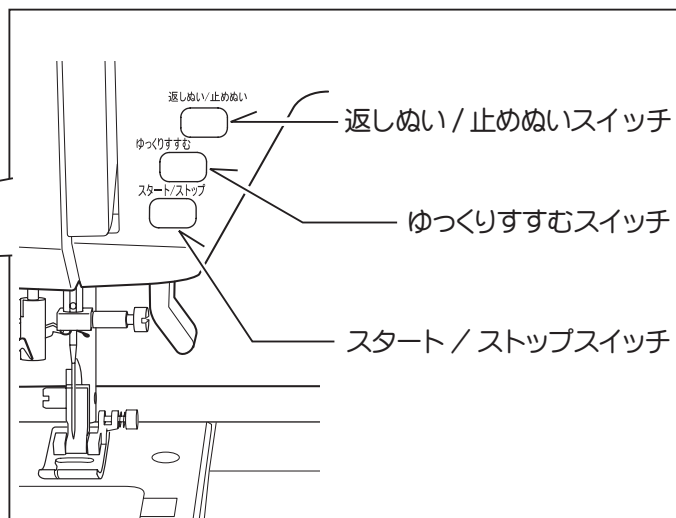 返しぬい/止めぬい
返しぬい / 止めぬいスイッチ
ゆっくりすすむ
ゆっくりすすむスイッチ
スタート/ストップ
スタート / ストップスイッチ